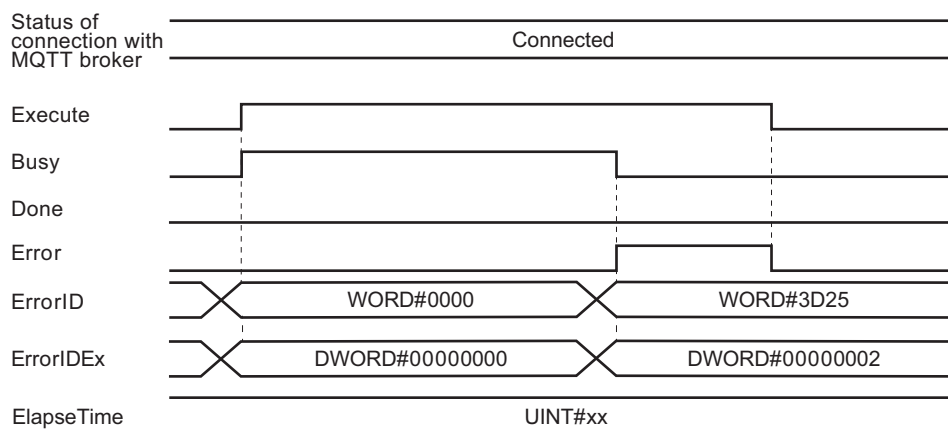 Status of
connection with
MQTT broker
Connected
Execute
Busy
Done
Error
ErrorID
WORD#0000
WORD#3D25
ErrorIDEx
DWORD#00000000
DWORD#00000002
ElapseTime
UINT#xx